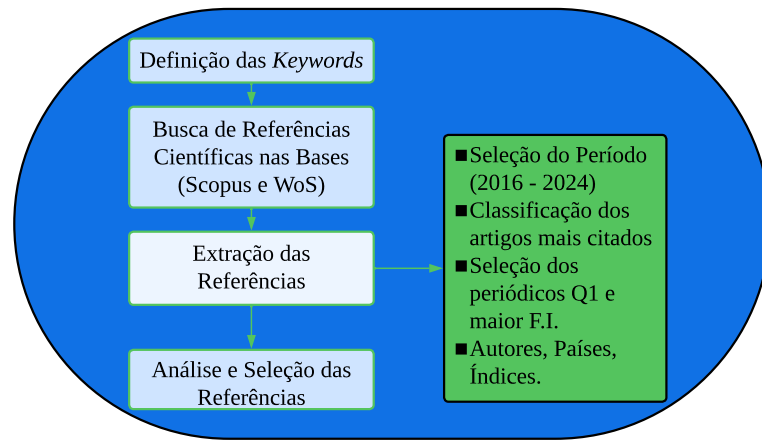 Definição das Keywords
Busca de Referências
Científicas nas Bases
(Scopus e WoS)
Extração das
Referências
Análise e Seleção das
Referências
■Seleção do Período
(2016 - 2024)
■Classificação dos
artigos mais citados
■Seleção dos
periódicos Q1 e
maior F.I.
■Autores, Países,
Índices.